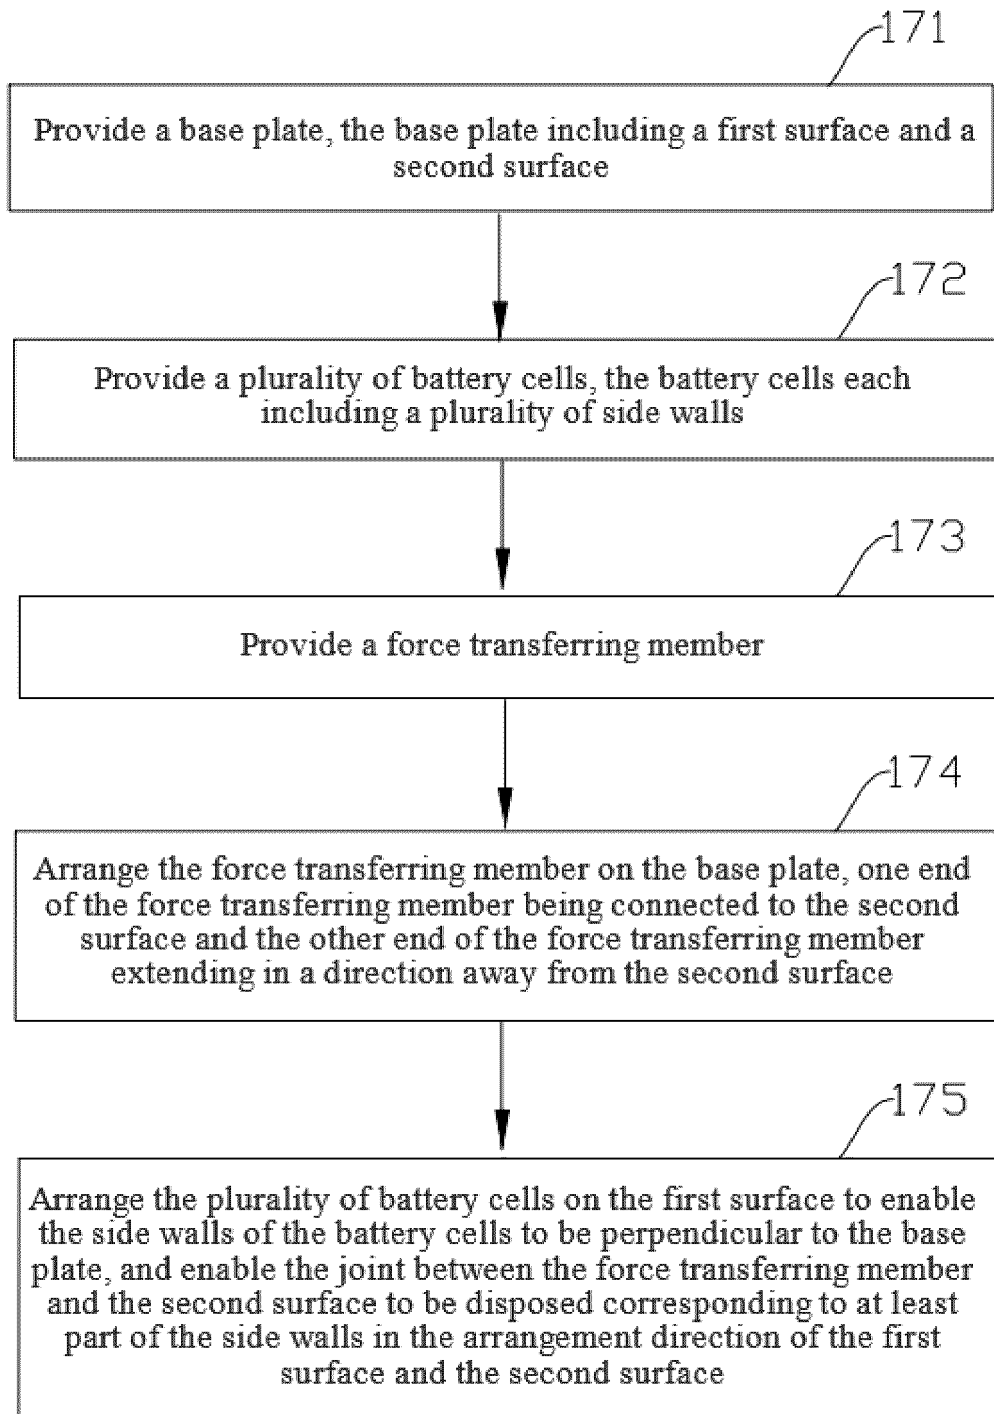 171
Provide a base plate, the base plate including a first surface and a
second surface
172
Provide a plurality of battery cells, the battery cells each
including a plurality of side walls
173
Provide a force transferring member
174
Arrange the force transferring member on the base plate, one end
of the force transferring member being connected to the second
surface and the other end of the force transferring member
extending in a direction away from the second surface
175
Arrange the plurality of battery cells on the first surface to enable
the side walls of the battery cells to be perpendicular to the base
plate, and enable the joint between the force transferring member
and the second surface to be disposed corresponding to at least
part of the side walls in the arrangement direction of the first
surface and the second surface